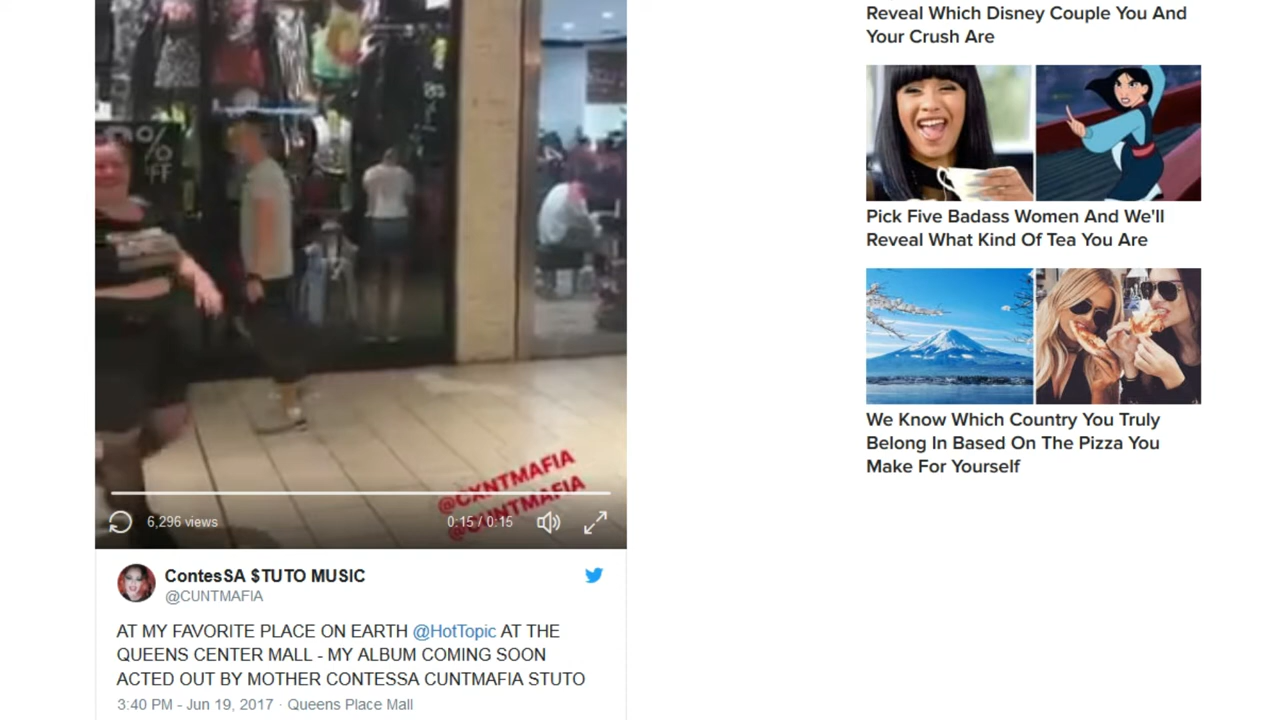 %
FF
@CXNTMAFIA
@CUNTMAFIA
6,296 views
0:15 / 0:15
ContesSA $TUTO MUSIC
@CUNTMAFIA
AT MY FAVORITE PLACE ON EARTH @HotTopic AT THE
QUEENS CENTER MALL - MY ALBUM COMING SOON
ACTED OUT BY MOTHER CONTESSA CUNTMAFIA STUTO
3:40 PM - Jun 19, 2017 · Queens Place Mall
Reveal Which Disney Couple You And
Your Crush Are
Pick Five Badass Women And We'll
Reveal What Kind Of Tea You Are
We Know Which Country You Truly
Belong In Based On The Pizza You
Make For Yourself